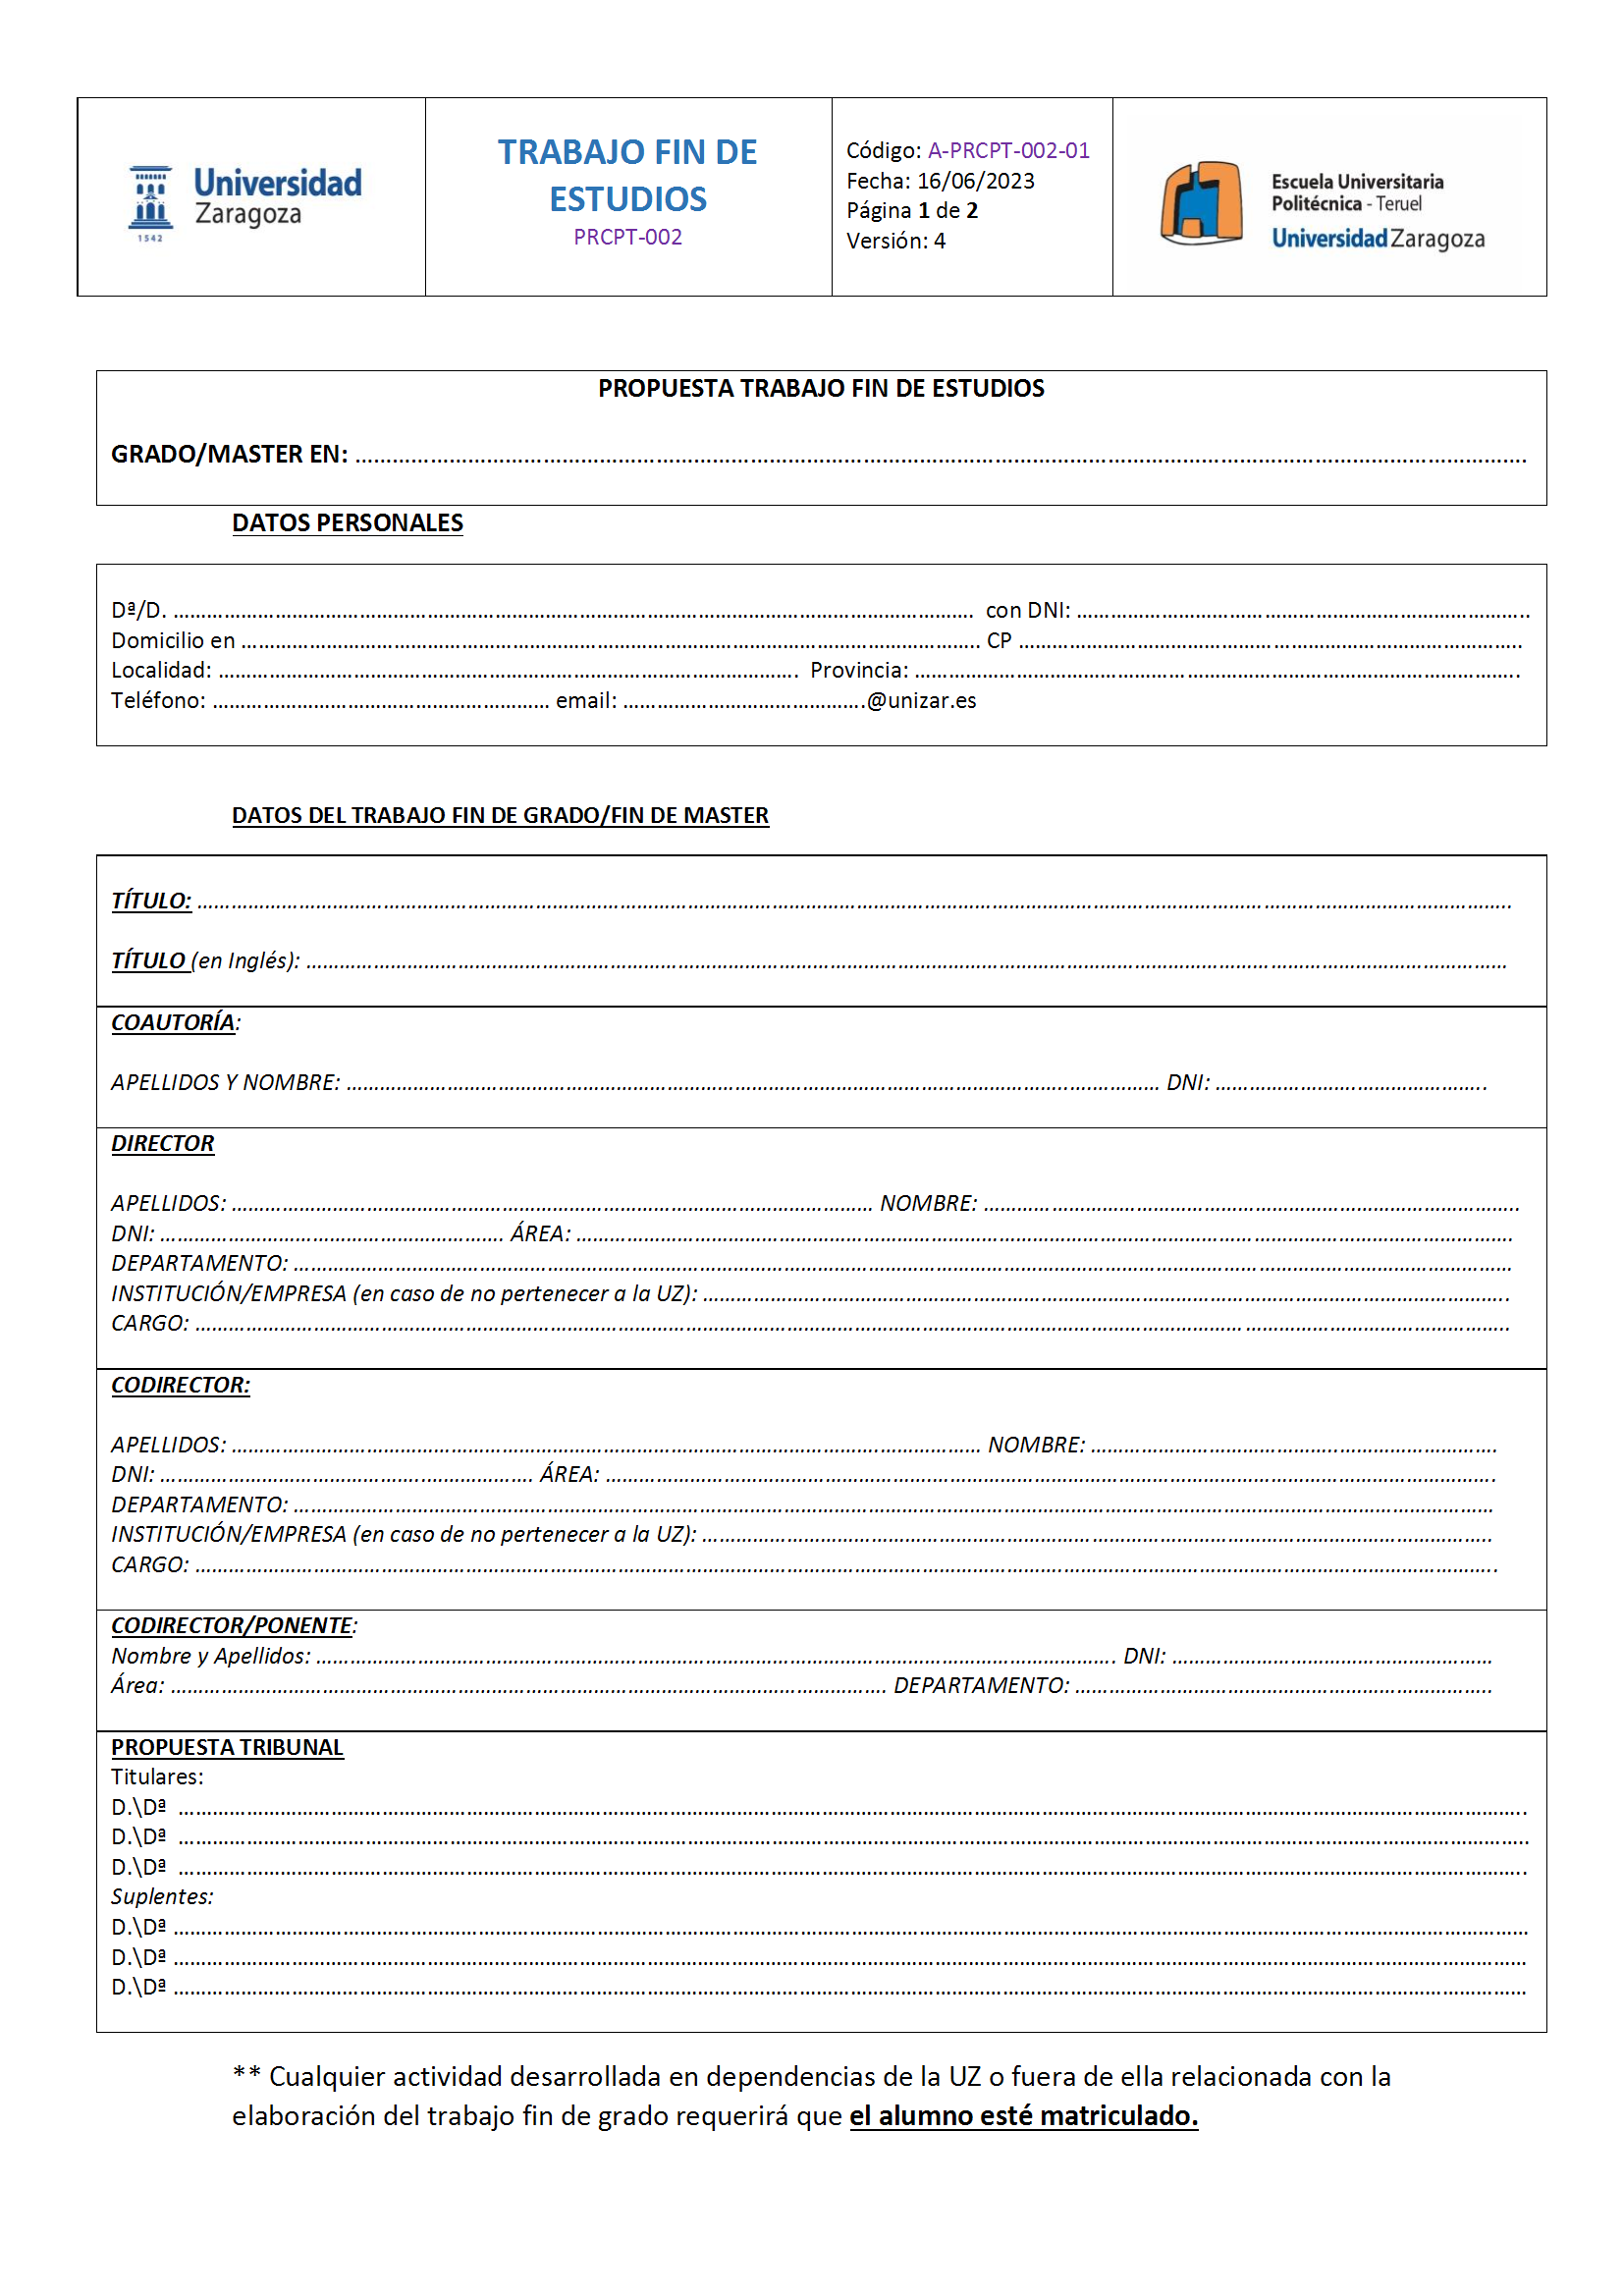 Universidad
Zaragoza
1542
TRABAJO FIN DE
ESTUDIOS
PRCPT-002
Código: A-PRCPT-002-01
Fecha: 16/06/2023
Página 1 de 2
Versión: 4
Escuela Universitaria
Politécnica - Teruel
Universidad Zaragoza
PROPUESTA TRABAJO FIN DE ESTUDIOS
GRADO/MASTER EN: ……………………………………………………
DATOS PERSONALES
Dª/D. …………………………………………… con DNI: ……………………………
Domicilio en …………………………………………… CP ……………………………
Localidad: ……………………………………. Provincia: ……………………………………
Teléfono: …………………………… email: …………………….@unizar.es
DATOS DEL TRABAJO FIN DE GRADO/FIN DE MASTER
TÍTULO: ……………………………………………………
TÍTULO (en Inglés): ……………………………………………………
COAUTORÍA:
APELLIDOS Y NOMBRE: …………………………………………… DNI: ……………………
DIRECTOR
APELLIDOS: …………………………………………… NOMBRE: ……………………………
DNI: ……………………………. ÁREA: ……………………………………………
DEPARTAMENTO: ……………………………………………………
INSTITUCIÓN/EMPRESA (en caso de no pertenecer a la UZ): ……………………………………
CARGO: ……………………………………………………
CODIRECTOR:
APELLIDOS: …………………………………………… NOMBRE: ……………………………
DNI: ……………………………. ÁREA: ……………………………………………
DEPARTAMENTO: ……………………………………………………
INSTITUCIÓN/EMPRESA (en caso de no pertenecer a la UZ): ……………………………………
CARGO: ……………………………………………………
CODIRECTOR/PONENTE:
Nombre y Apellidos: ……………………………………………. DNI: ……………………
Área: ……………………………………………. DEPARTAMENTO: ……………………………
PROPUESTA TRIBUNAL
Titulares:
D.\Dª ……………………………………………………
D.\Dª ……………………………………………………
D.\Dª ……………………………………………………
Suplentes:
D.\Dª ……………………………………………………
D.\Dª ……………………………………………………
D.\Dª ……………………………………………………
** Cualquier actividad desarrollada en dependencias de la UZ o fuera de ella relacionada con la
elaboración del trabajo fin de grado requerirá que el alumno esté matriculado.